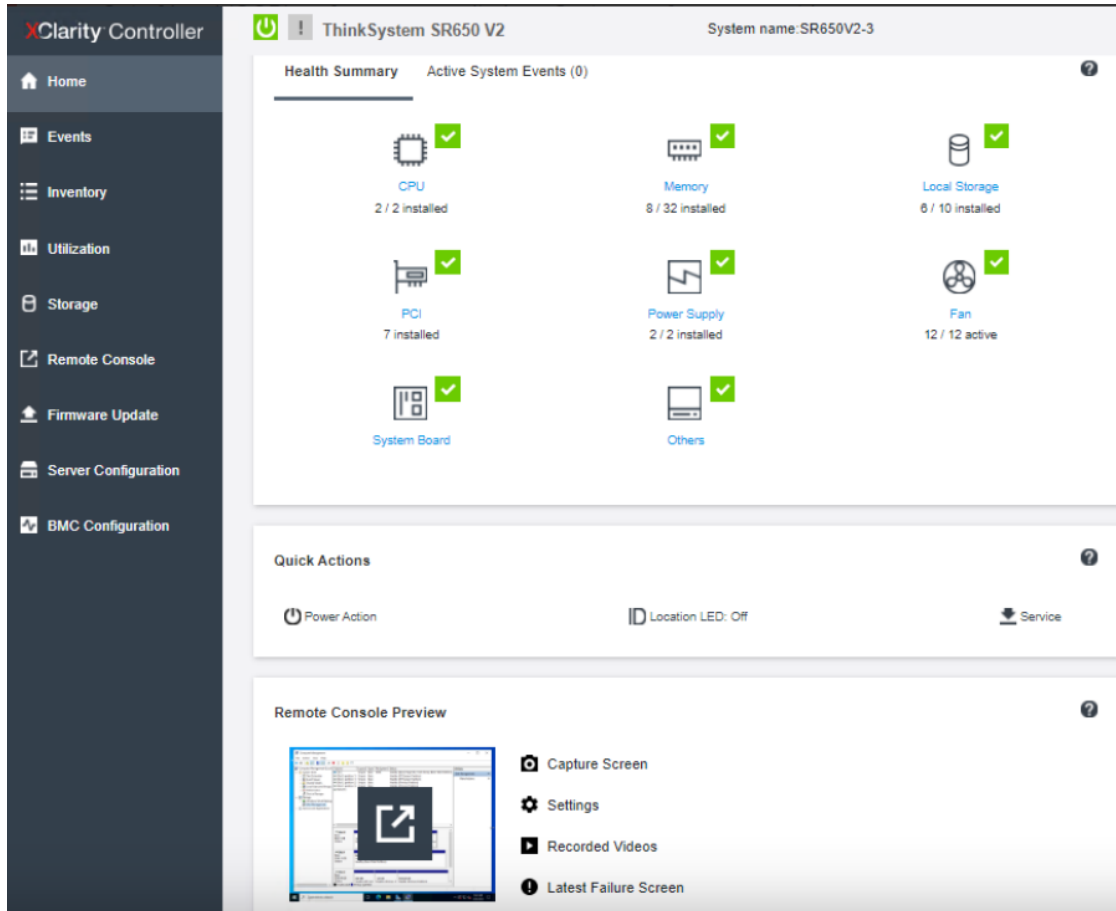 XClarity Controller
ThinkSystem SR650 V2
System name:SR650V2-3
Home
Events
Inventory
Utilization
Storage
Remote Console
Firmware Update
Server Configuration
BMC Configuration
Health Summary
Active System Events (0)
CPU
2 / 2 installed
Memory
8 / 32 installed
Local Storage
6 / 10 installed
PCI
7 installed
Power Supply
2 / 2 installed
Fan
12 / 12 active
System Board
Others
Quick Actions
Power Action
Location LED: Off
Service
Remote Console Preview
Capture Screen
Settings
Recorded Videos
Latest Failure Screen